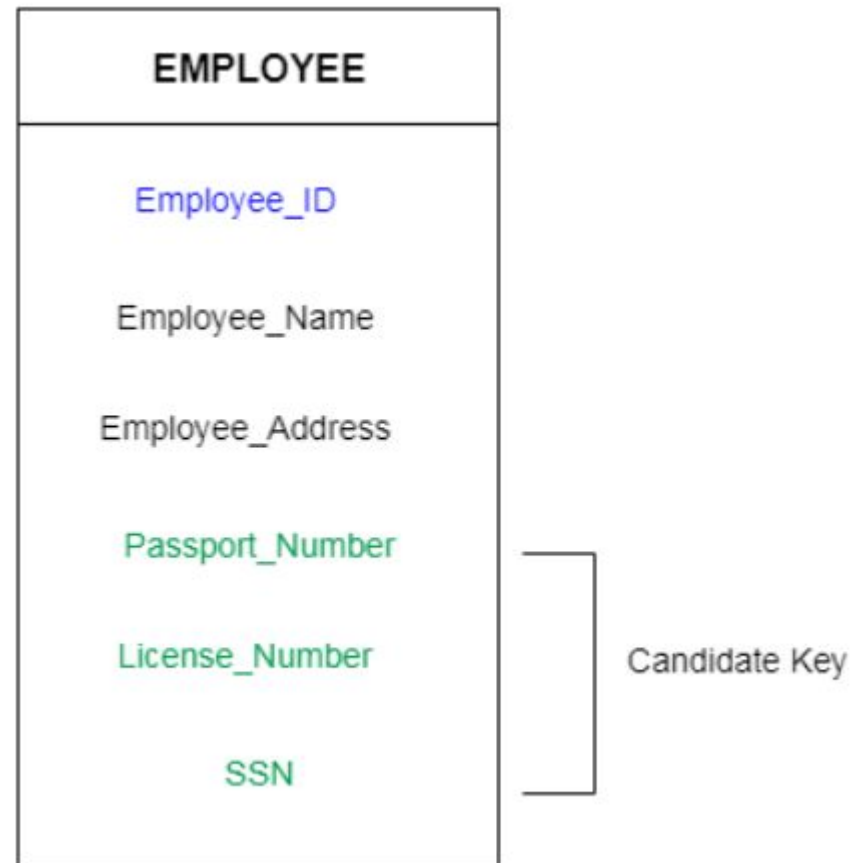 EMPLOYEE
Employee_ID
Employee_Name
Employee_Address
Passport_Number
License_Number
Candidate Key
SSN